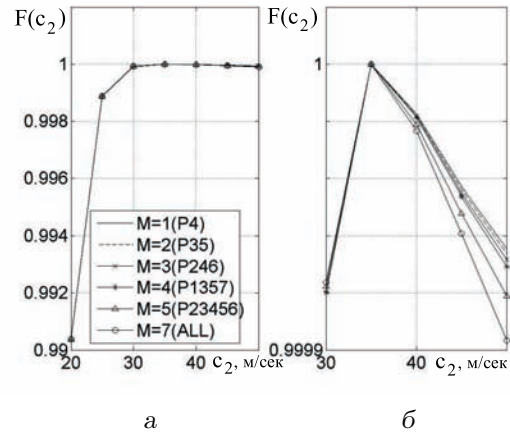 F(c₂)
1
0.998
0.996
0.994
0.992
0.99
20 30 40
c₂, м/сек
M=1(P4)
M=2(P35)
M=3(P246)
M=4(P1357)
M=5(P23456)
M=7(ALL)
а
F(c₂)
1
0.9999
30 40
c₂, м/сек
б